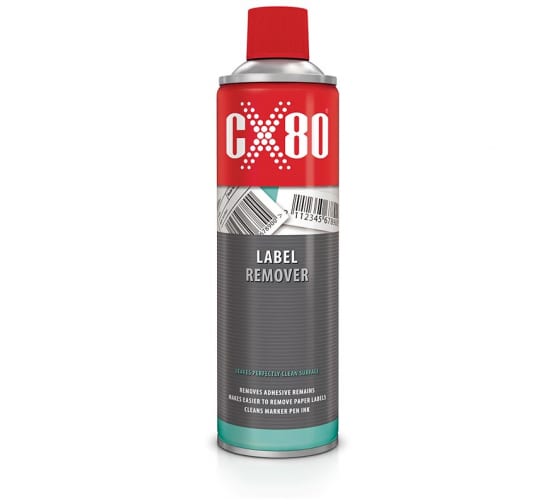 CX80
112345678900
LABEL
REMOVER
LEAVES PERFECTLY CLEAN SURFACE
REMOVES ADHESIVE REMAINS
MAKES EASIER TO REMOVE PAPER LABELS
CLEANS MARKER PEN INK